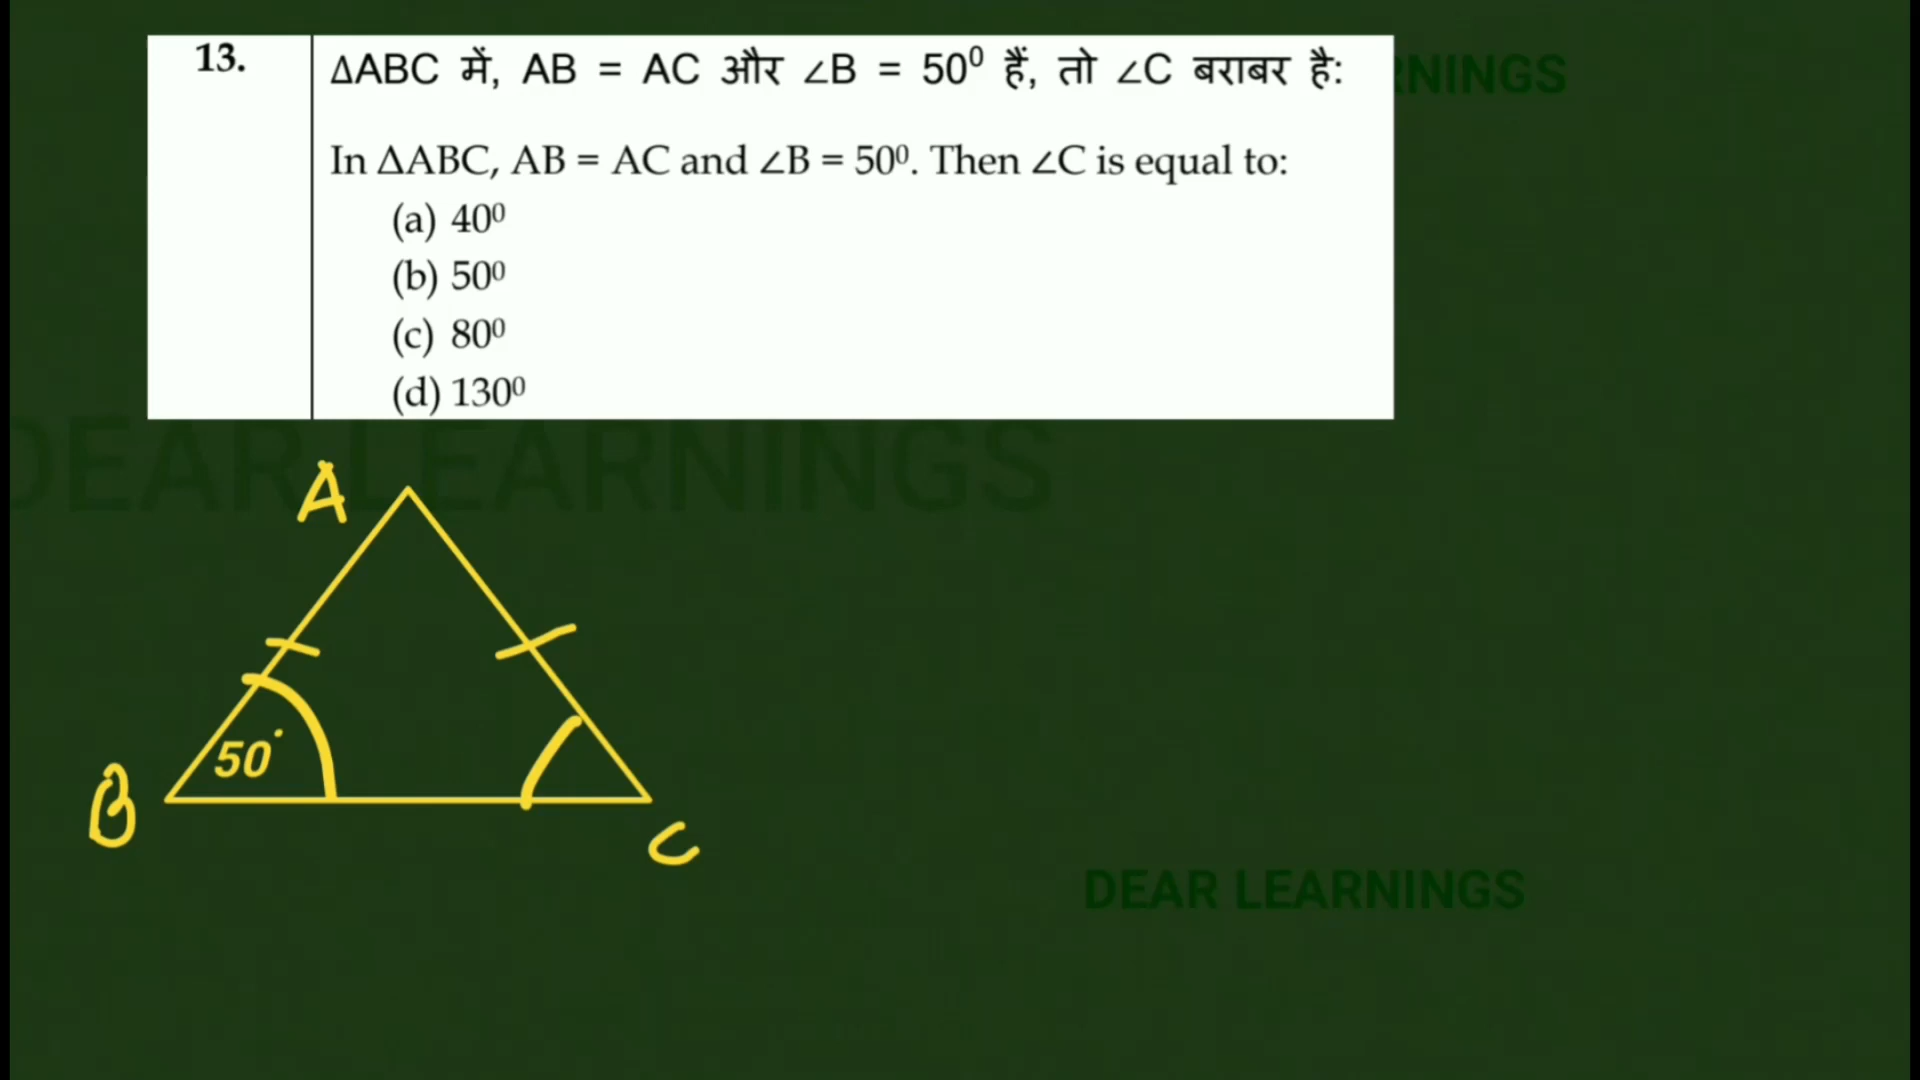 13.
ΔABC में, AB = AC और ∠B = 50⁰ हैं, तो ∠C बराबर है:
RNINGS
In ΔABC, AB = AC and ∠B = 50⁰. Then ∠C is equal to:
(a) 40⁰
(b) 50⁰
(c) 80⁰
(d) 130⁰
DEAR LEARNINGS
A
50°
B
C
DEAR LEARNINGS